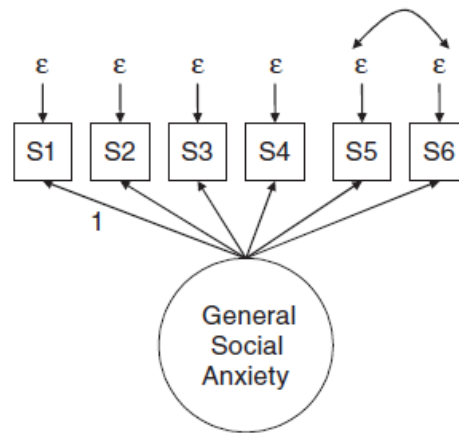 ε ε ε ε ε ε
S1 S2 S3 S4 S5 S6
1
General
Social
Anxiety